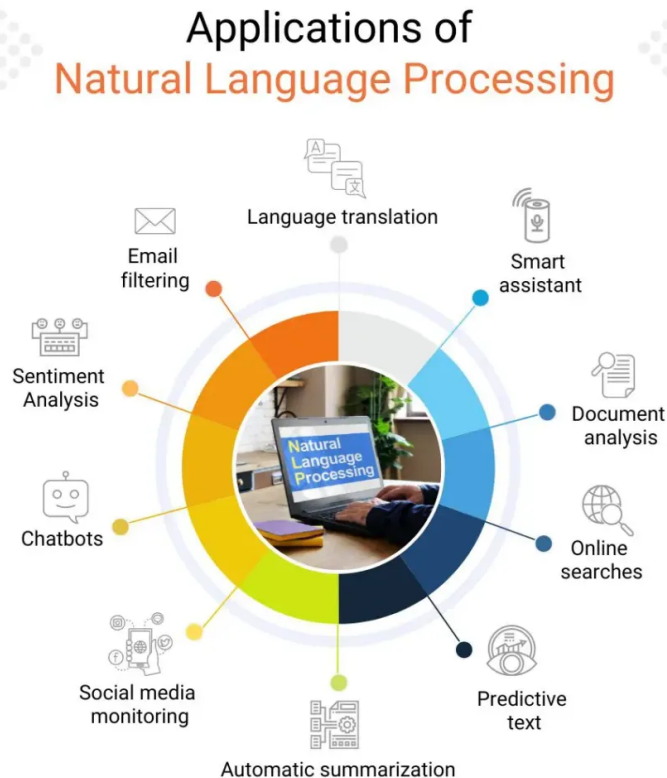 Applications of
Natural Language Processing
Language translation
Smart
assistant
Document
analysis
Online
searches
Predictive
text
Automatic summarization
Social media
monitoring
Chatbots
Sentiment
Analysis
Email
filtering
Natural
Language
Processing
A
文